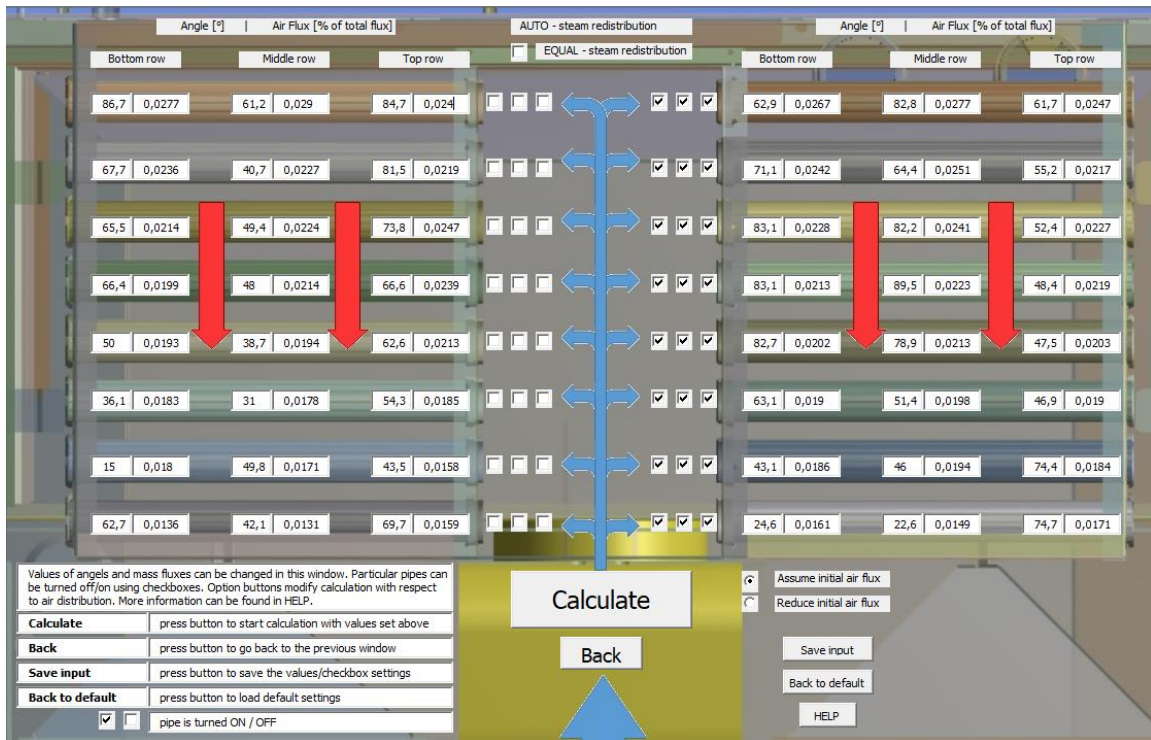 Angle [º] | Air Flux [% of total flux] AUTO - steam redistribution Angle [º] | Air Flux [% of total flux]
EQUAL - steam redistribution
Bottom row Middle row Top row Bottom row Middle row Top row
86,7 0,0277 61,2 0,029 84,7 0,024 62,9 0,0267 82,8 0,0277 61,7 0,0247
67,7 0,0236 40,7 0,0227 81,5 0,0219 71,1 0,0242 64,4 0,0251 55,2 0,0217
65,5 0,0214 49,4 0,0224 73,8 0,0247 83,1 0,0228 82,2 0,0241 52,4 0,0227
66,4 0,0199 48 0,0214 66,6 0,0239 83,1 0,0213 89,5 0,0223 48,4 0,0219
50 0,0193 38,7 0,0194 62,6 0,0213 82,7 0,0202 78,9 0,0213 47,5 0,0203
36,1 0,0183 31 0,0178 54,3 0,0185 63,1 0,019 51,4 0,0198 46,9 0,019
15 0,018 49,8 0,0171 43,5 0,0158 43,1 0,0186 46 0,0194 74,4 0,0184
62,7 0,0136 42,1 0,0131 69,7 0,0159 24,6 0,0161 22,6 0,0149 74,7 0,0171
Values of angels and mass fluxes can be changed in this window. Particular pipes can
be turned off/on using checkboxes. Option buttons modify calculation with respect
to air distribution. More information can be found in HELP.
Calculate press button to start calculation with values set above
Back press button to go back to the previous window
Save input press button to save the values/checkbox settings
Back to default press button to load default settings
pipe is turned ON / OFF
Calculate
Back
Assume initial air flux
Reduce initial air flux
Save input
Back to default
HELP